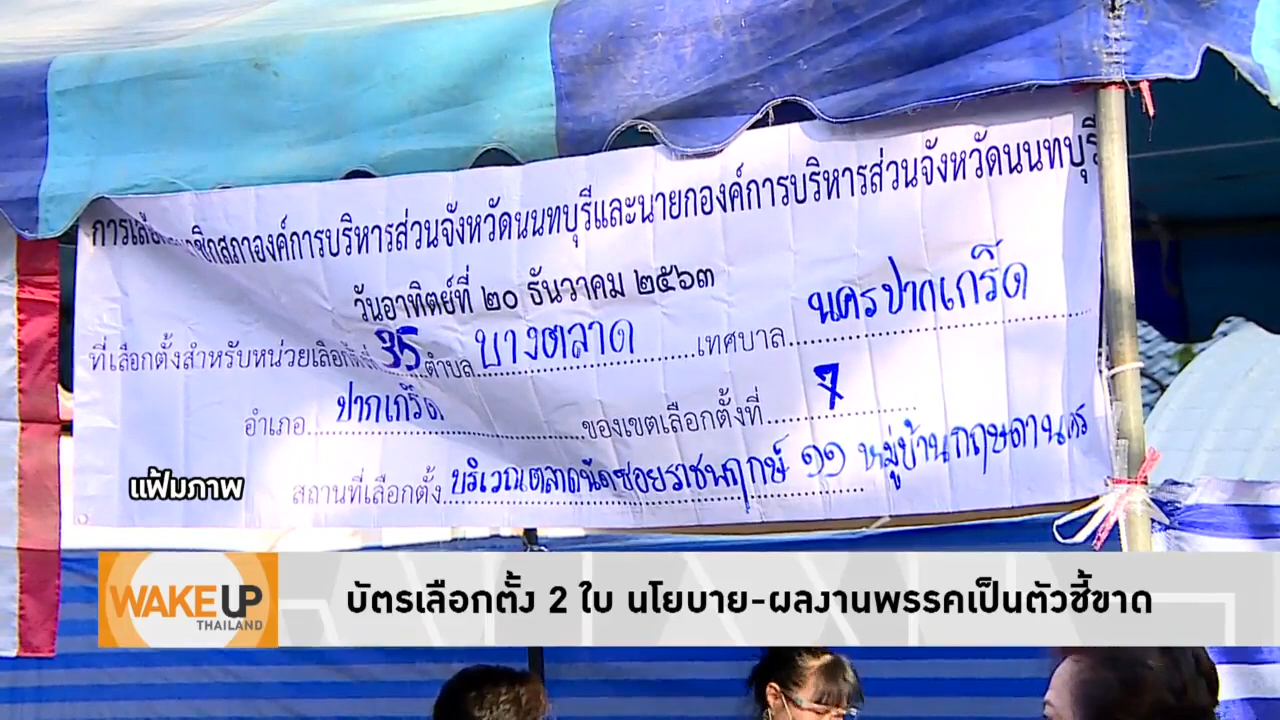 การเลือ ชิกสภาองค์การบริหารส่วนจังหวัดนนทบุรีและนายกองค์การบริหารส่วนจังหวัดนนทบุรี
วันอาทิตย์ที่ ๒๐ ธันวาคม ๒๕๖๓
ที่เลือกตั้งสำหรับหน่วยเลือกตั้งที่ 35 ตำบล บางตลาด เทศบาล นครปากเกร็ด
อำเภอ ปากเกร็ด ของเขตเลือกตั้งที่ 7
สถานที่เลือกตั้ง บริเวณตลาดนัดซอยราชพฤกษ์ ๑๑ หมู่บ้านกฤษดานคร
แฟ้มภาพ
WAKE UP
THAILAND
บัตรเลือกตั้ง 2 ใบ นโยบาย-ผลงานพรรคเป็นตัวชี้ขาด